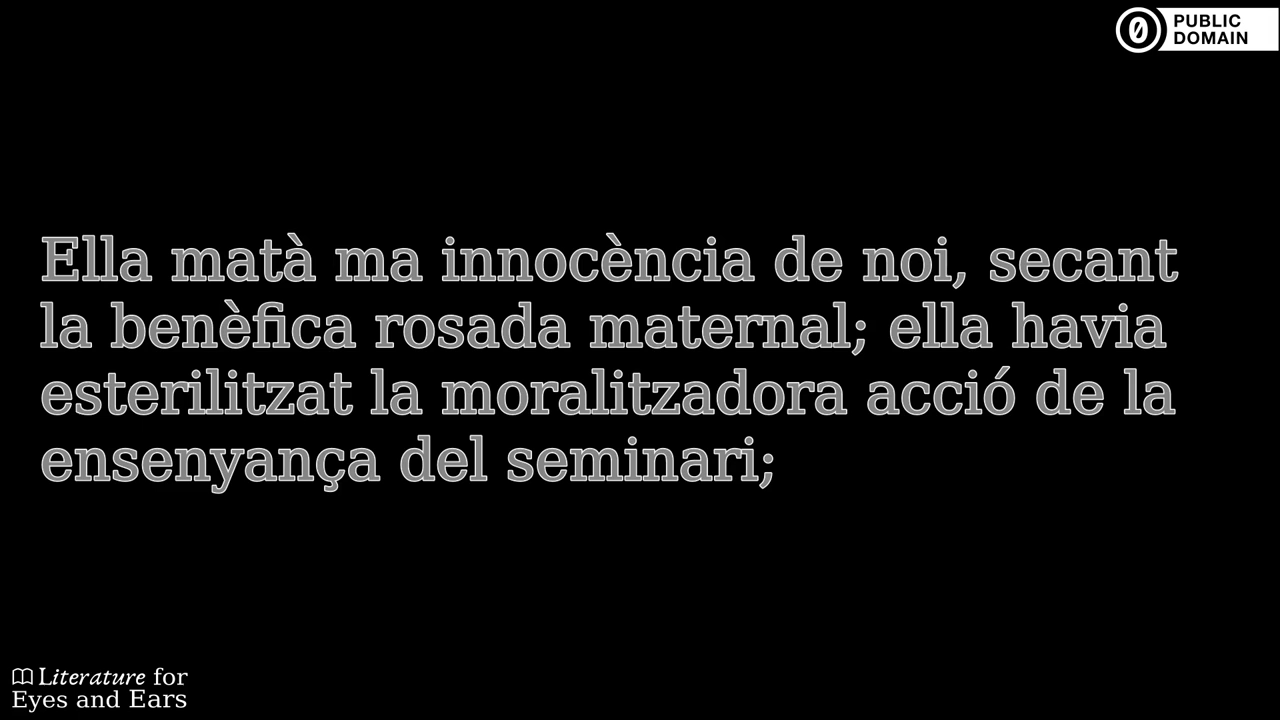 PUBLIC
DOMAIN
Ella matà ma innocència de noi, secant
la benèfica rosada maternal; ella havia
esterilitzat la moralitzadora acció de la
ensenyança del seminari;
Literature for
Eyes and Ears